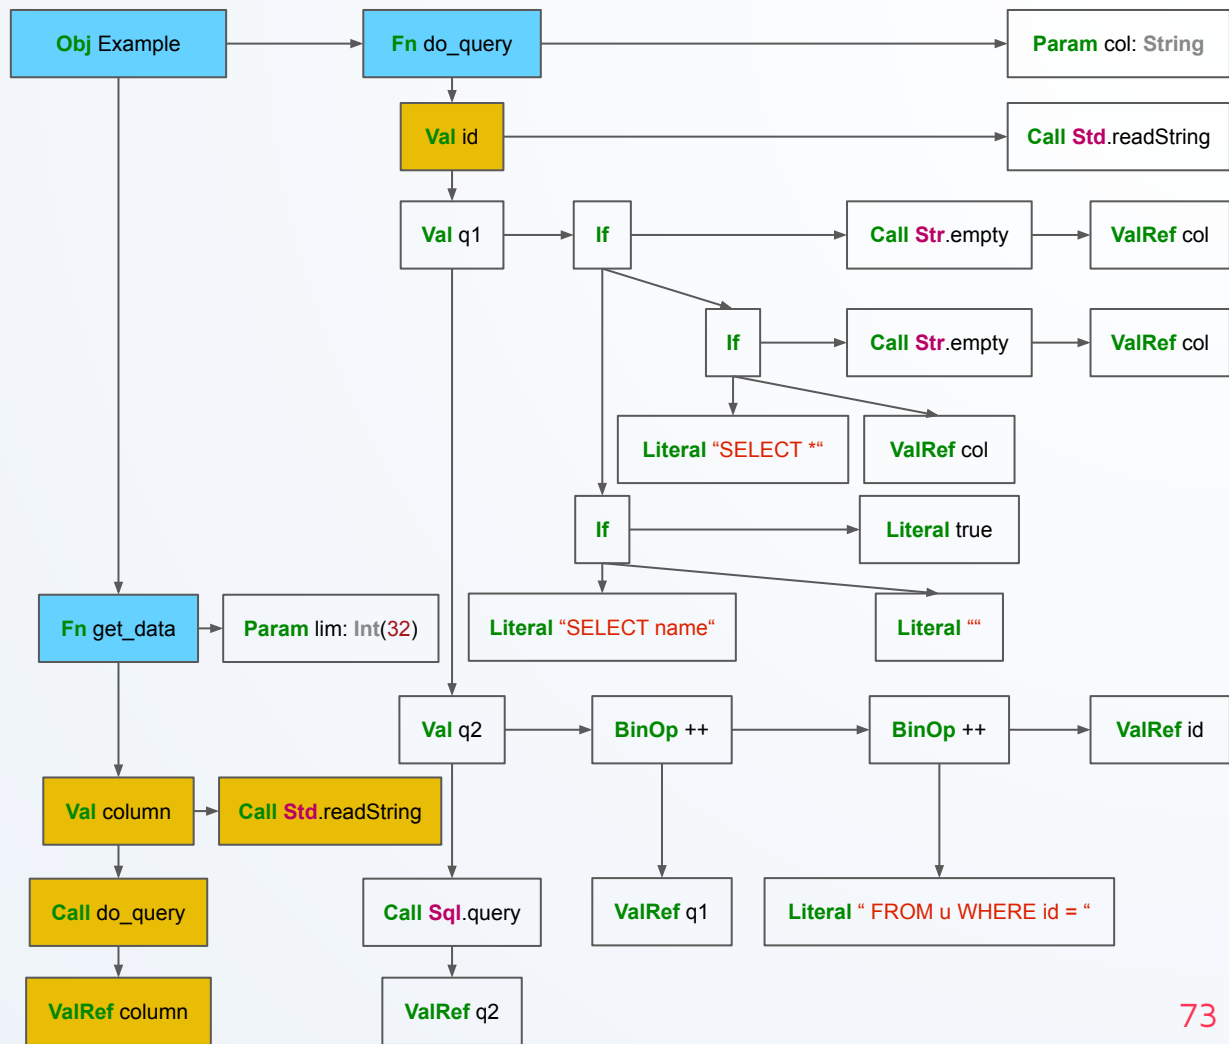 Obj Example
Fn do_query
Param col: String
Val id
Call Std.readString
Val q1
If
Call Str.empty
ValRef col
If
Call Str.empty
ValRef col
Literal “SELECT *“
ValRef col
If
Literal true
Fn get_data
Param lim: Int(32)
Literal “SELECT name“
Literal ““
Val q2
BinOp ++
BinOp ++
ValRef id
Val column
Call Std.readString
Call do_query
Call Sql.query
ValRef q1
Literal “ FROM u WHERE id = “
ValRef column
ValRef q2
73